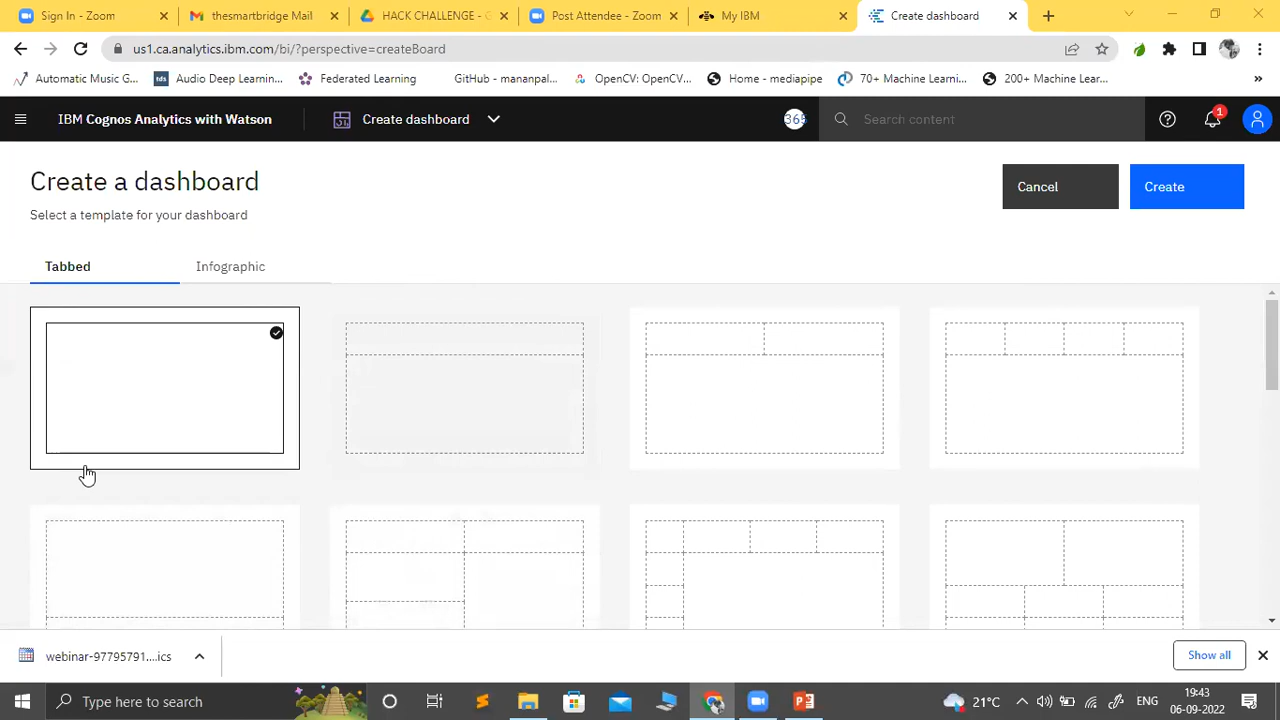 Sign In - Zoom
thesmartbridge Mail
HACK CHALLENGE - G
Post Attendee - Zoom
My IBM
Create dashboard
us1.ca.analytics.ibm.com/bi/?perspective=createBoard
Automatic Music G...
tds
Audio Deep Learnin...
Federated Learning
GitHub - mananpal...
OpenCV: OpenCV...
Home - mediapipe
70+ Machine Learni...
200+ Machine Lear...
IBM Cognos Analytics with Watson
Create dashboard
365
Search content
1
Create a dashboard
Cancel
Create
Select a template for your dashboard
Tabbed
Infographic
webinar-97795791....ics
Show all
Type here to search
21°C
ENG
19:43
06-09-2022